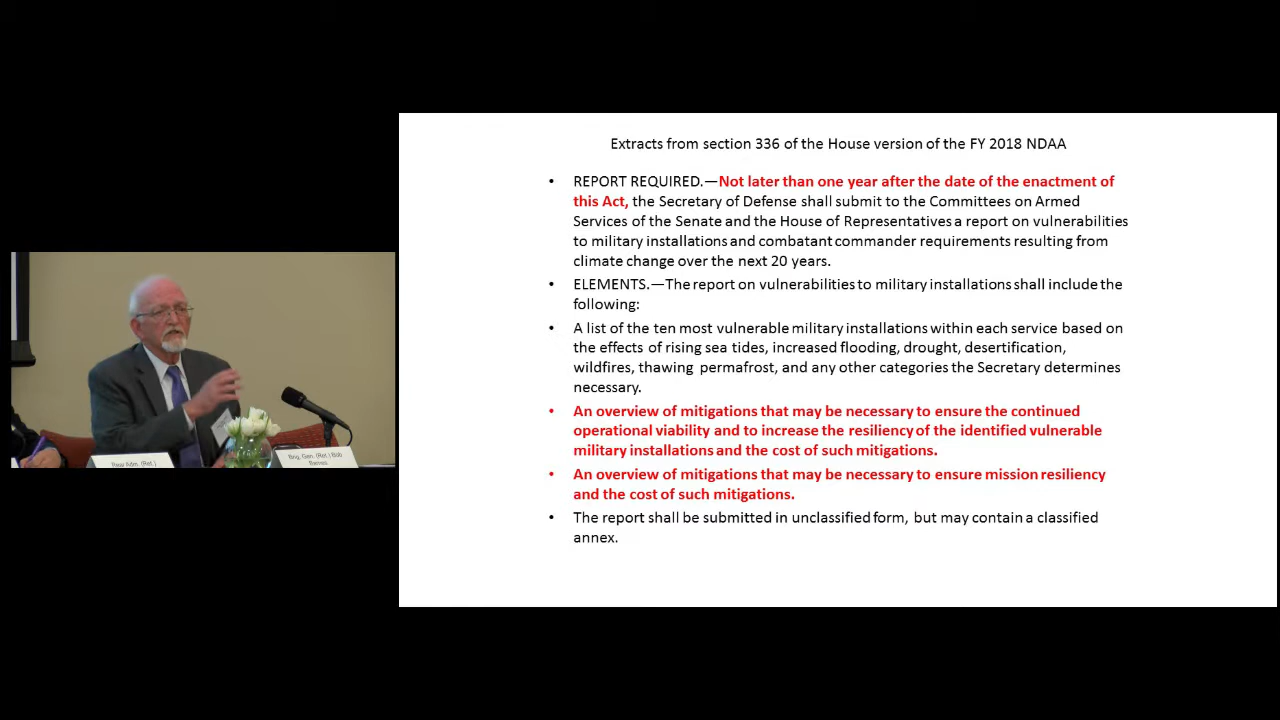 Extracts from section 336 of the House version of the FY 2018 NDAA
• REPORT REQUIRED.—Not later than one year after the date of the enactment of
this Act, the Secretary of Defense shall submit to the Committees on Armed
Services of the Senate and the House of Representatives a report on vulnerabilities
to military installations and combatant commander requirements resulting from
climate change over the next 20 years.
• ELEMENTS.—The report on vulnerabilities to military installations shall include the
following:
• A list of the ten most vulnerable military installations within each service based on
the effects of rising sea tides, increased flooding, drought, desertification,
wildfires, thawing permafrost, and any other categories the Secretary determines
necessary.
• An overview of mitigations that may be necessary to ensure the continued
operational viability and to increase the resiliency of the identified vulnerable
military installations and the cost of such mitigations.
• An overview of mitigations that may be necessary to ensure mission resiliency
and the cost of such mitigations.
• The report shall be submitted in unclassified form, but may contain a classified
annex.
Rear Adm. (Ret.)
Brig. Gen. (Ret.) Bob
Barnes